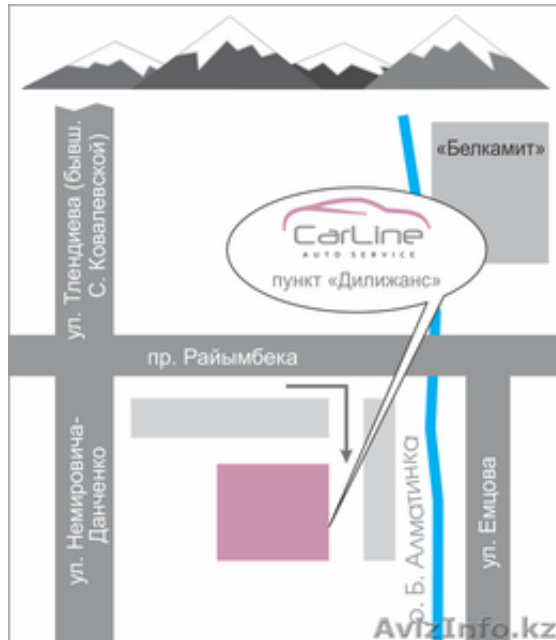 ул. Тлендиева (бывш.
С. Ковалевской)
«Белкамит»
CarLine
AUTO SERVICE
пункт «Дилижанс»
пр. Райымбека
ул. Немировича-
Данченко
р. Б. Алматинка
ул. Емцова
AvizInfo.kz